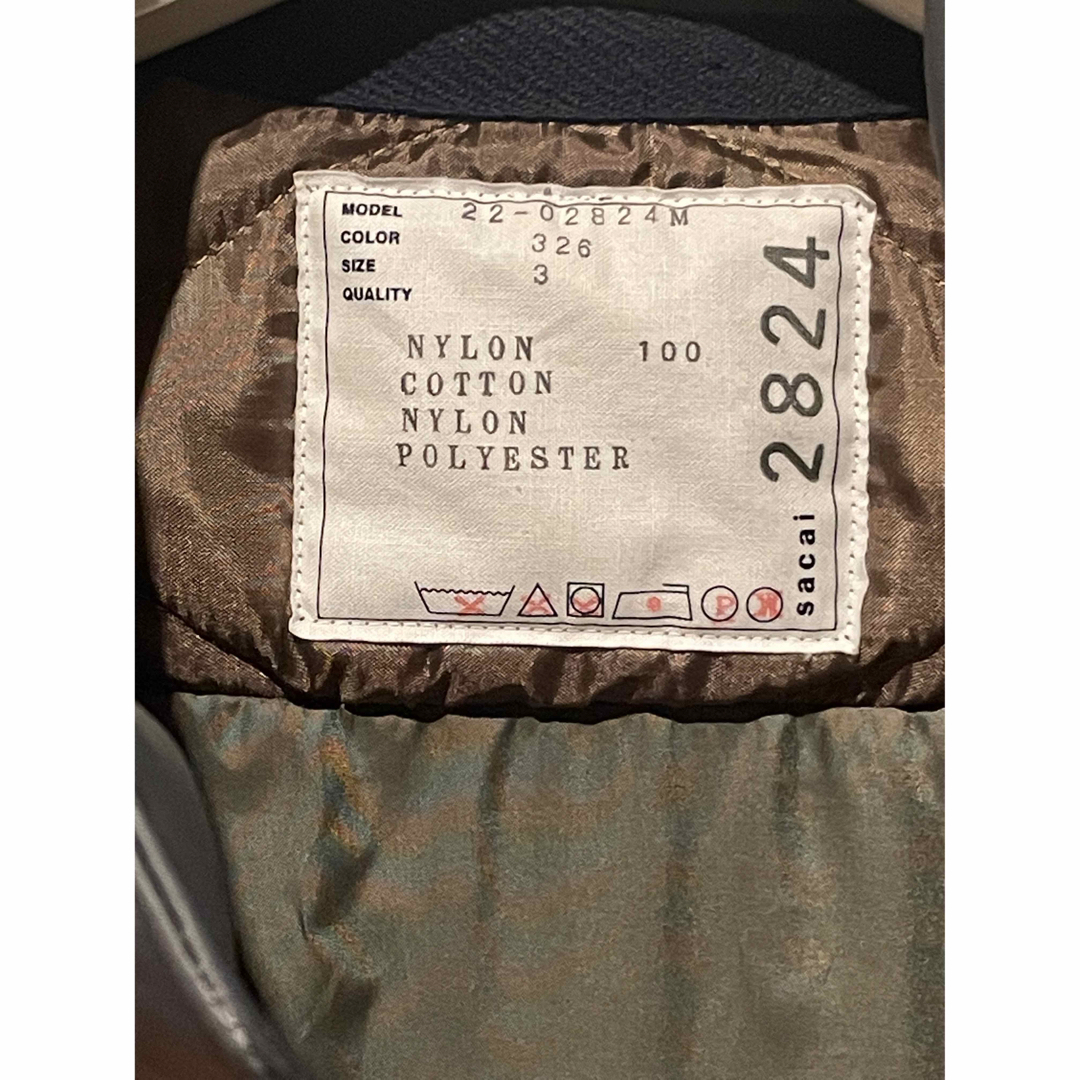 MODEL 22-02824M
COLOR 326
SIZE 3
QUALITY
NYLON 100
COTTON
NYLON
POLYESTER
P
sacai 2824